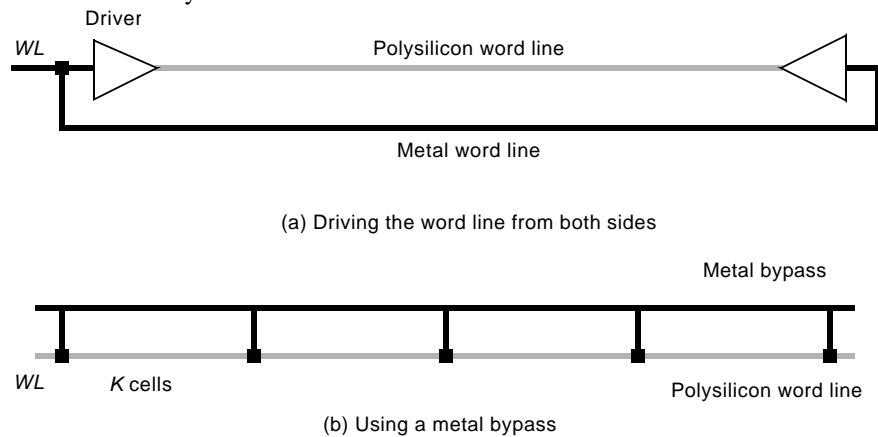 Driver
WL
Polysilicon word line
Metal word line
(a) Driving the word line from both sides
Metal bypass
WL
K cells
Polysilicon word line
(b) Using a metal bypass